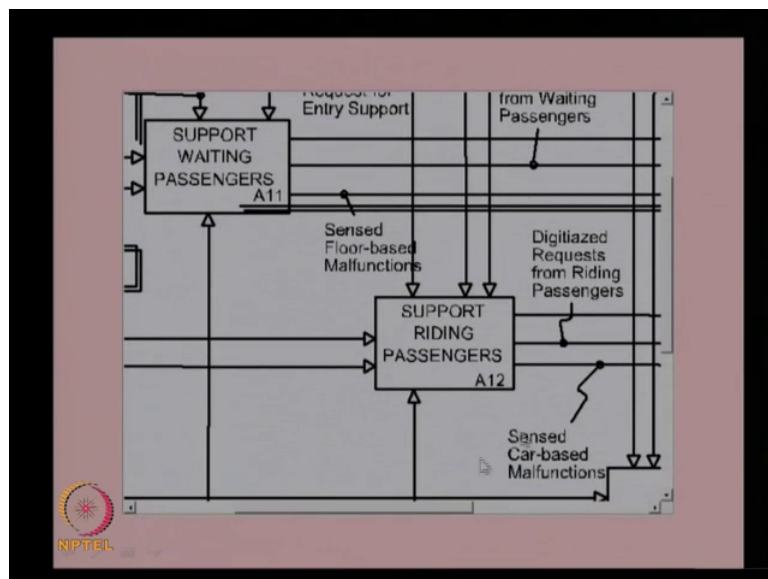 Request for
Entry Support
from Waiting
Passengers
SUPPORT
WAITING
PASSENGERS
A11
Sensed
Floor-based
Malfunctions
Digitiazed
Requests
from Riding
Passengers
SUPPORT
RIDING
PASSENGERS
A12
Sensed
Car-based
Malfunctions
NPTEL